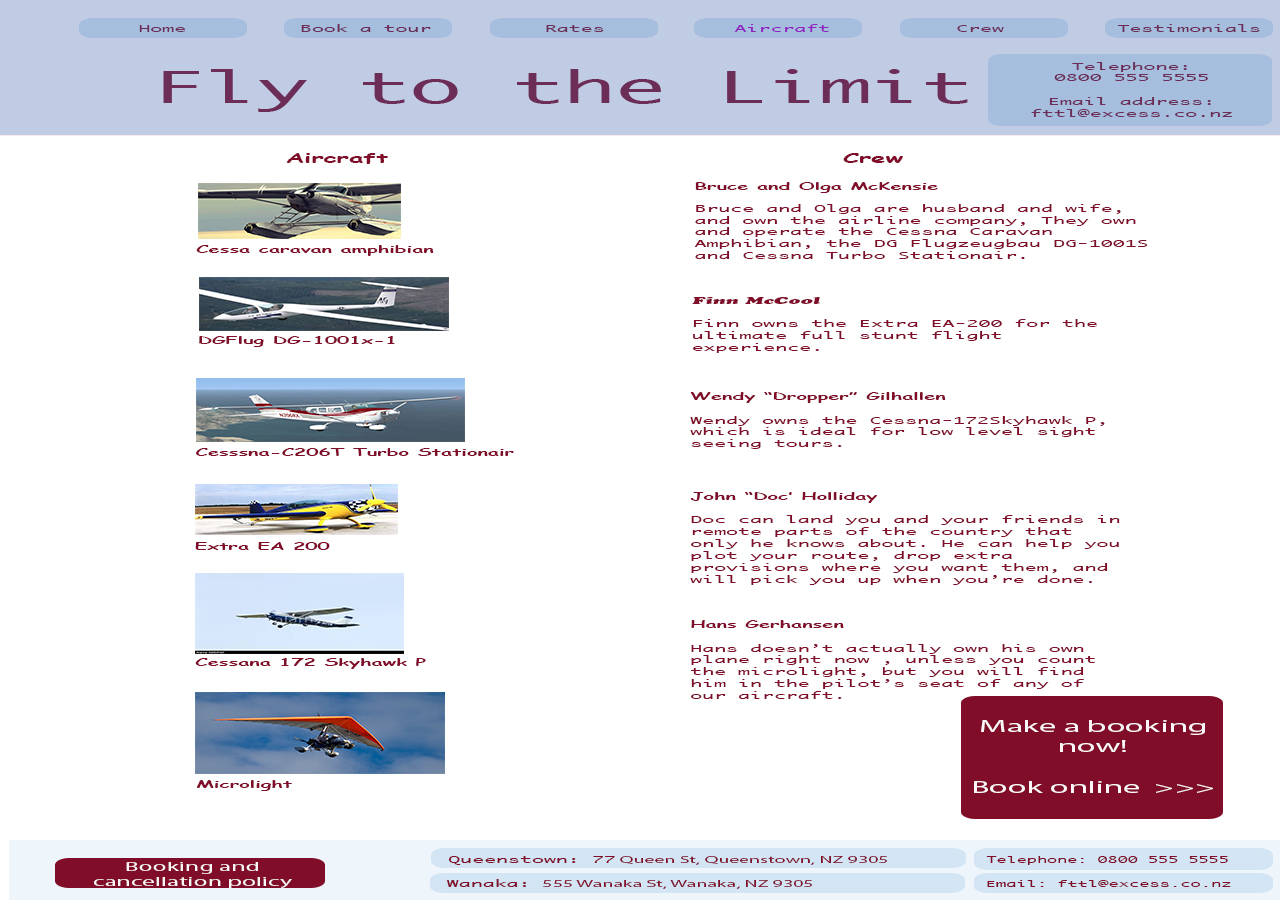 Home
Book a tour
Rates
Aircraft
Crew
Testimonials
Fly to the Limit
Telephone:
0800 555 5555
Email address:
fttl@excess.co.nz
Aircraft
Cessa caravan amphibian
DGFlug DG-1001x-1
Cesssna-C206T Turbo Stationair
Extra EA 200
Cessana 172 Skyhawk P
Microlight
Crew
Bruce and Olga McKensie
Bruce and Olga are husband and wife,
and own the airline company, They own
and operate the Cessna Caravan
Amphibian, the DG Flugzeugbau DG-1001S
and Cessna Turbo Stationair.
Finn McCool
Finn owns the Extra EA-200 for the
ultimate full stunt flight
experience.
Wendy “Dropper” Gilhallen
Wendy owns the Cessna-172Skyhawk P,
which is ideal for low level sight
seeing tours.
John “Doc' Holliday
Doc can land you and your friends in
remote parts of the country that
only he knows about. He can help you
plot your route, drop extra
provisions where you want them, and
will pick you up when you’re done.
Hans Gerhansen
Hans doesn’t actually own his own
plane right now , unless you count
the microlight, but you will find
him in the pilot’s seat of any of
our aircraft.
Make a booking
now!
Book online >>>
Booking and
cancellation policy
Queenstown: 77 Queen St, Queenstown, NZ 9305
Wanaka: 555 Wanaka St, Wanaka, NZ 9305
Telephone: 0800 555 5555
Email: fttl@excess.co.nz